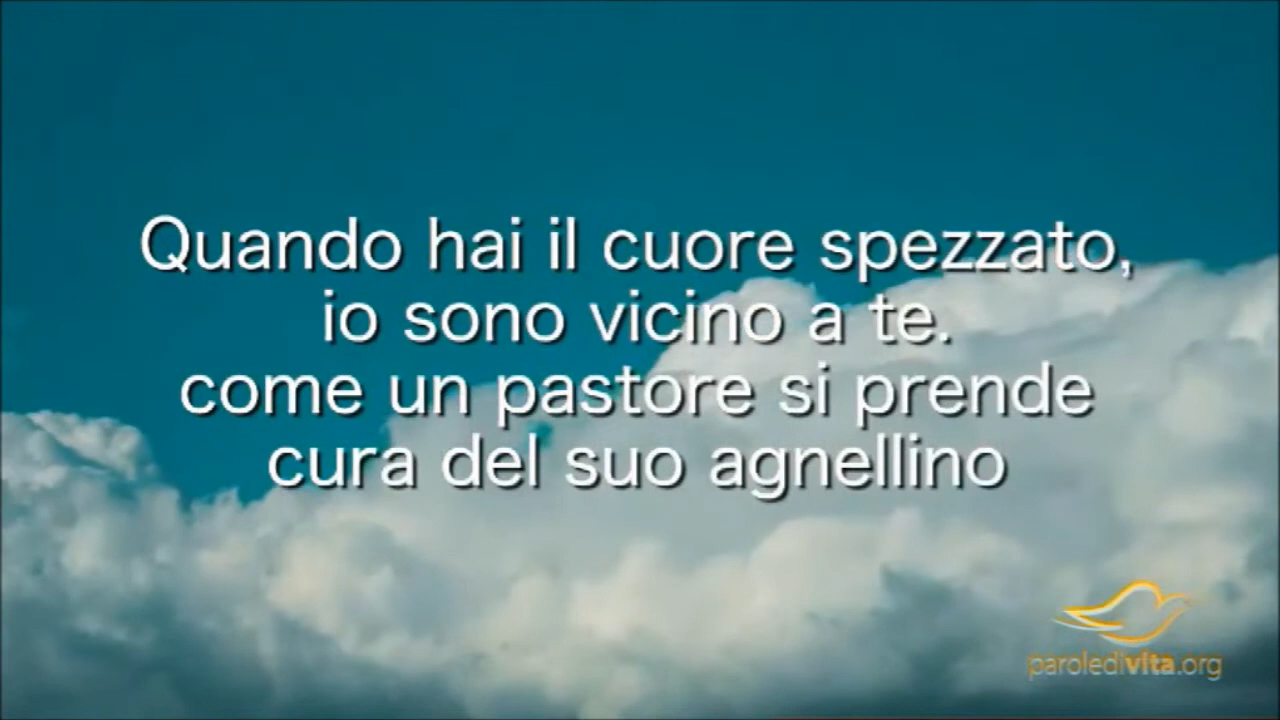 Quando hai il cuore spezzato,
io sono vicino a te.
come un pastore si prende
cura del suo agnellino
paroledivita.org